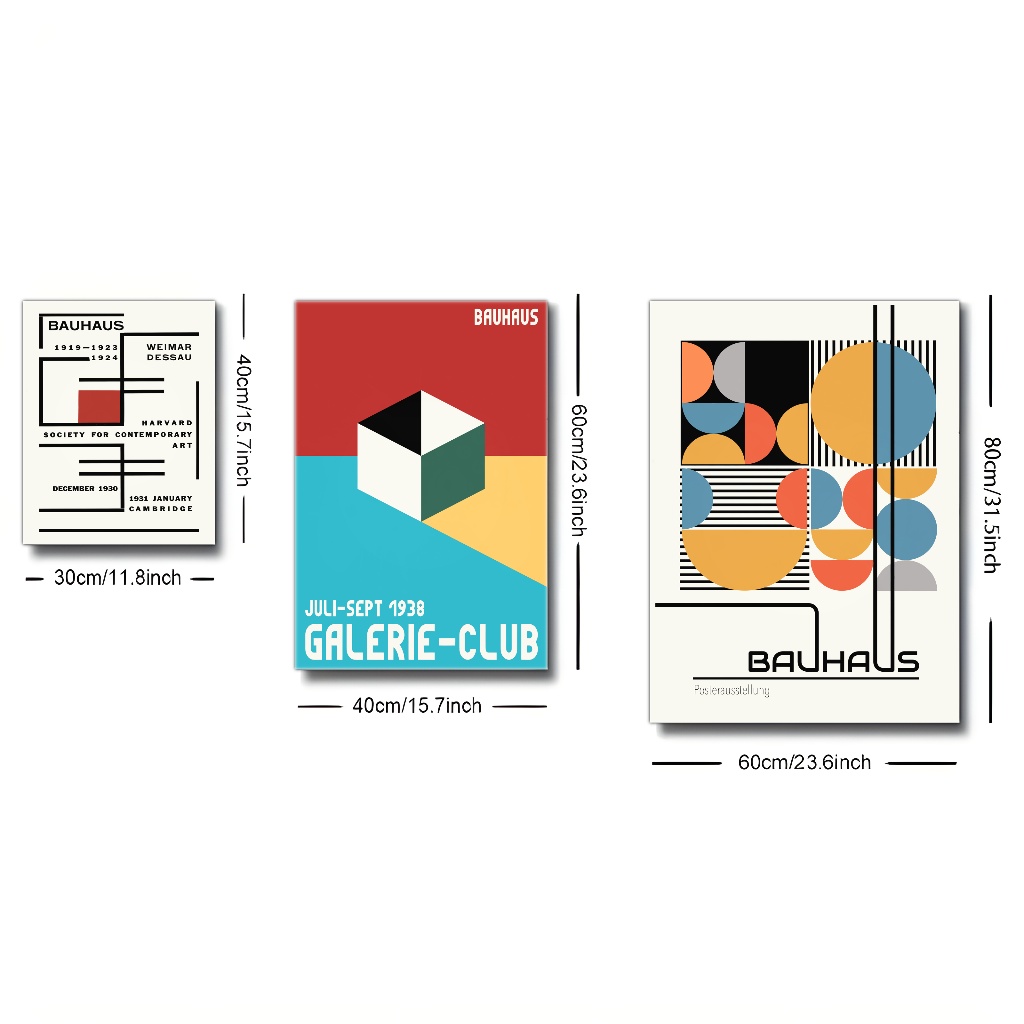 BAUHAUS
1919–1923
1924
WEIMAR
DESSAU
HARVARD
SOCIETY FOR CONTEMPORARY
ART
DECEMBER 1930
1931 JANUARY
CAMBRIDGE
40cm/15.7inch
30cm/11.8inch
BAUHAUS
JULI-SEPT 1938
GALERIE-CLUB
60cm/23.6inch
40cm/15.7inch
BAUHAUS
Posterausstellung
80cm/31.5inch
60cm/23.6inch